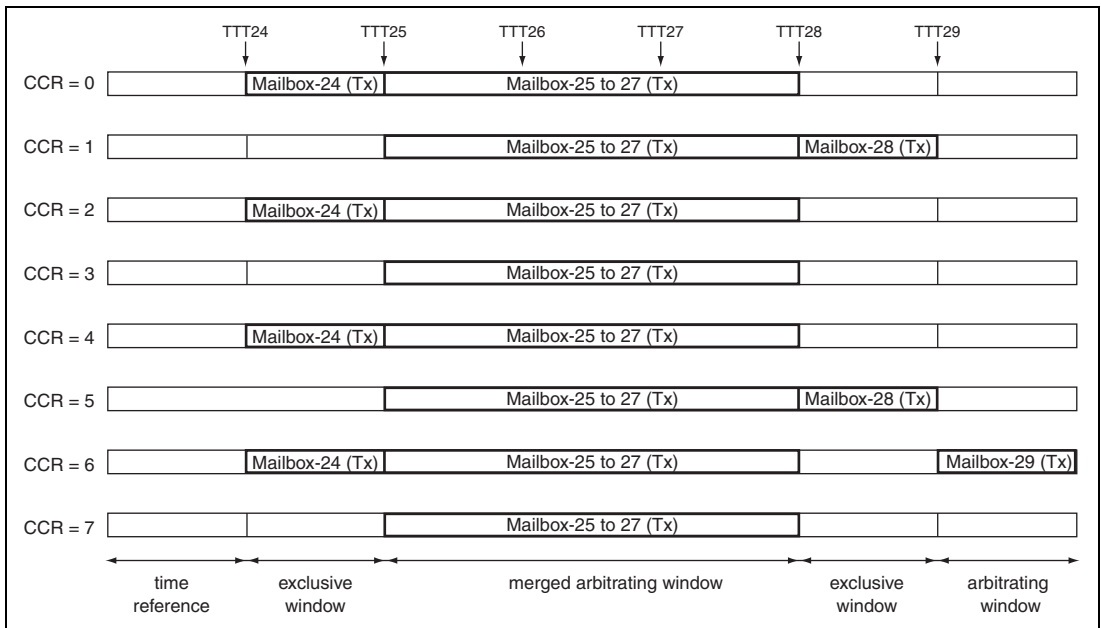 TTT24 TTT25 TTT26 TTT27 TTT28 TTT29
CCR = 0 Mailbox-24 (Tx) Mailbox-25 to 27 (Tx)
CCR = 1 Mailbox-25 to 27 (Tx) Mailbox-28 (Tx)
CCR = 2 Mailbox-24 (Tx) Mailbox-25 to 27 (Tx)
CCR = 3 Mailbox-25 to 27 (Tx)
CCR = 4 Mailbox-24 (Tx) Mailbox-25 to 27 (Tx)
CCR = 5 Mailbox-25 to 27 (Tx) Mailbox-28 (Tx)
CCR = 6 Mailbox-24 (Tx) Mailbox-25 to 27 (Tx) Mailbox-29 (Tx)
CCR = 7 Mailbox-25 to 27 (Tx)
time exclusive merged arbitrating window exclusive arbitrating
reference window window window